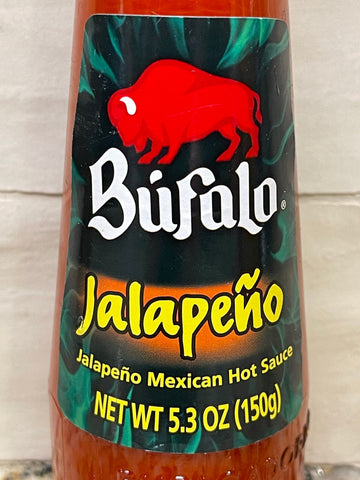 Búfalo®
Jalapeño
Jalapeño Mexican Hot Sauce
NET WT 5.3 OZ (150g)